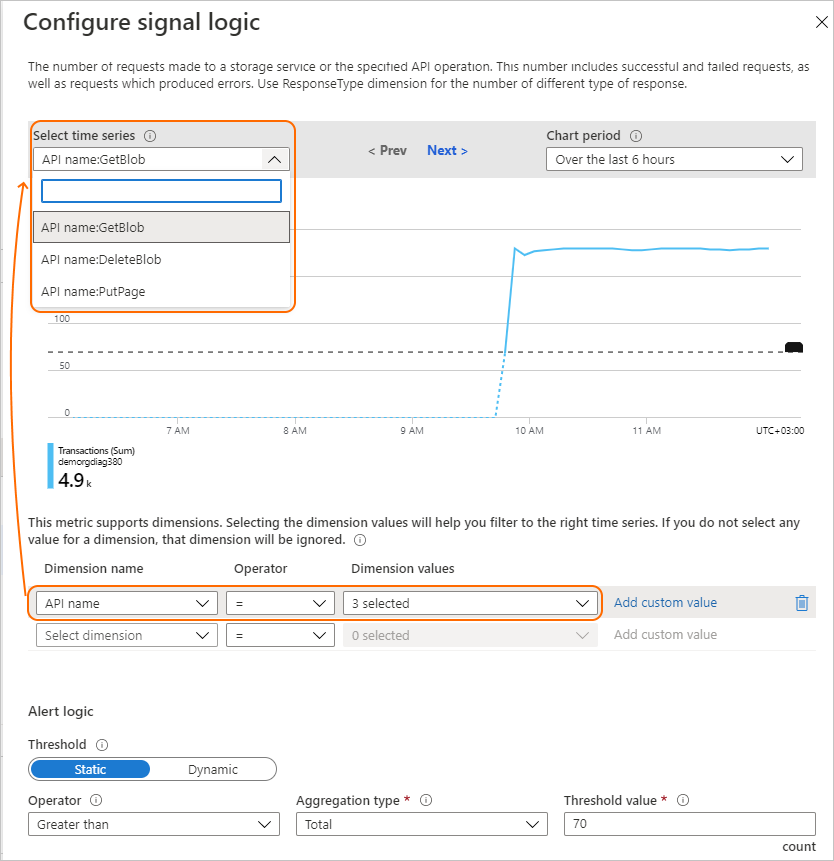 Configure signal logic
The number of requests made to a storage service or the specified API operation. This number includes successful and failed requests, as
well as requests which produced errors. Use ResponseType dimension for the number of different type of response.
Select time series
API name:GetBlob
< Prev
Next >
Chart period
Over the last 6 hours
API name:GetBlob
API name:DeleteBlob
API name:PutPage
100
50
0
7 AM
8 AM
9 AM
10 AM
11 AM
UTC+03:00
Transactions (Sum)
demorgdiag380
4.9 k
This metric supports dimensions. Selecting the dimension values will help you filter to the right time series. If you do not select any
value for a dimension, that dimension will be ignored.
Dimension name
Operator
Dimension values
API name
=
3 selected
Add custom value
Select dimension
=
0 selected
Add custom value
Alert logic
Threshold
Static
Dynamic
Operator
Aggregation type *
Threshold value *
Greater than
Total
70
count